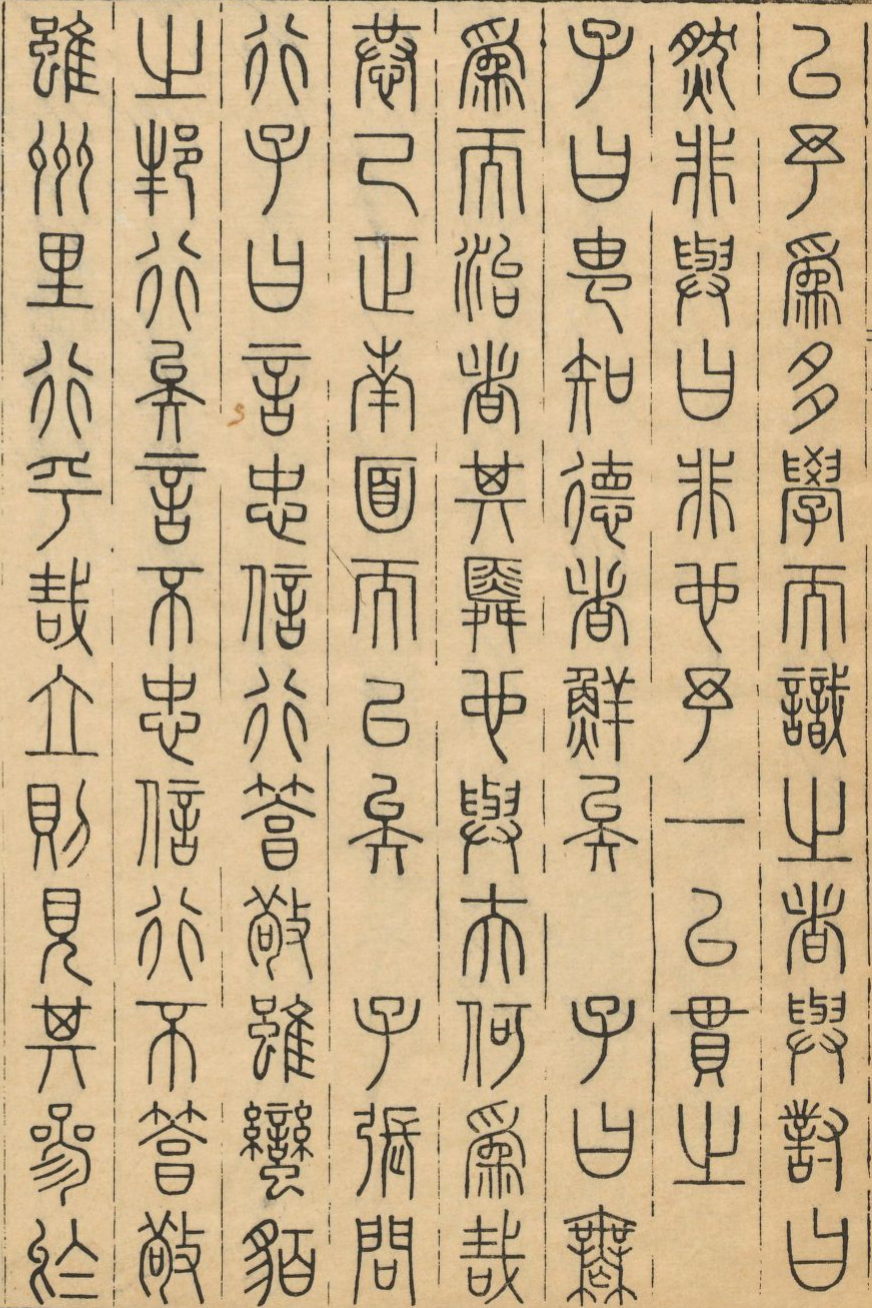 㠯予爲多學而識之者與對曰
然非與曰非也予一㠯貫之
子曰由知德者鮮矣子曰無
爲而治者其舜也與夫何爲哉
恭己正南面而已矣子張問
行子曰言忠信行篤敬雖蠻貊
之邦行矣言不忠信行不篤敬
雖州里行乎哉立則見其參於